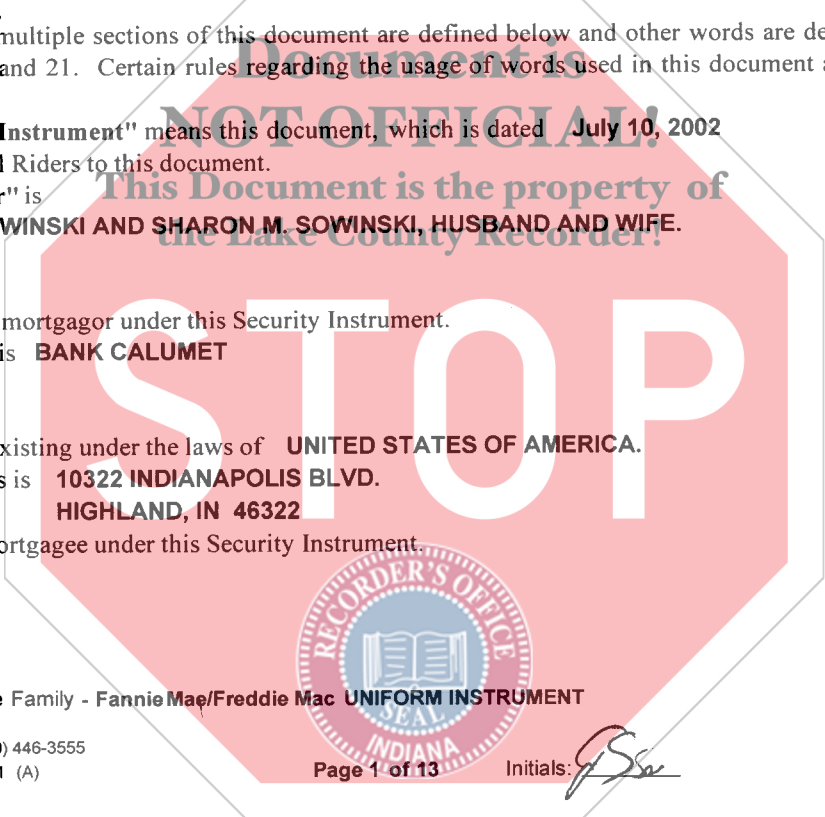 multiple sections of this document are defined below and other words are de
Document is
and 21. Certain rules regarding the usage of words used in this document a
NOT OFFICIAL!
Instrument" means this document, which is dated July 10, 2002
Riders to this document.
This Document is the property of
r" is
WINSKI AND SHARON M. SOWINSKI, HUSBAND AND WIFE.
the Lake County Recorder!
mortgagor under this Security Instrument.
is BANK CALUMET
STOP
xisting under the laws of UNITED STATES OF AMERICA.
s is 10322 INDIANAPOLIS BLVD.
HIGHLAND, IN 46322
ortgagee under this Security Instrument.
RECORDER'S OFFICE
e Family - Fannie Mae/Freddie Mac UNIFORM INSTRUMENT
SEAL
INDIANA
) 446-3555
(A)
Page 1 of 13 Initials: